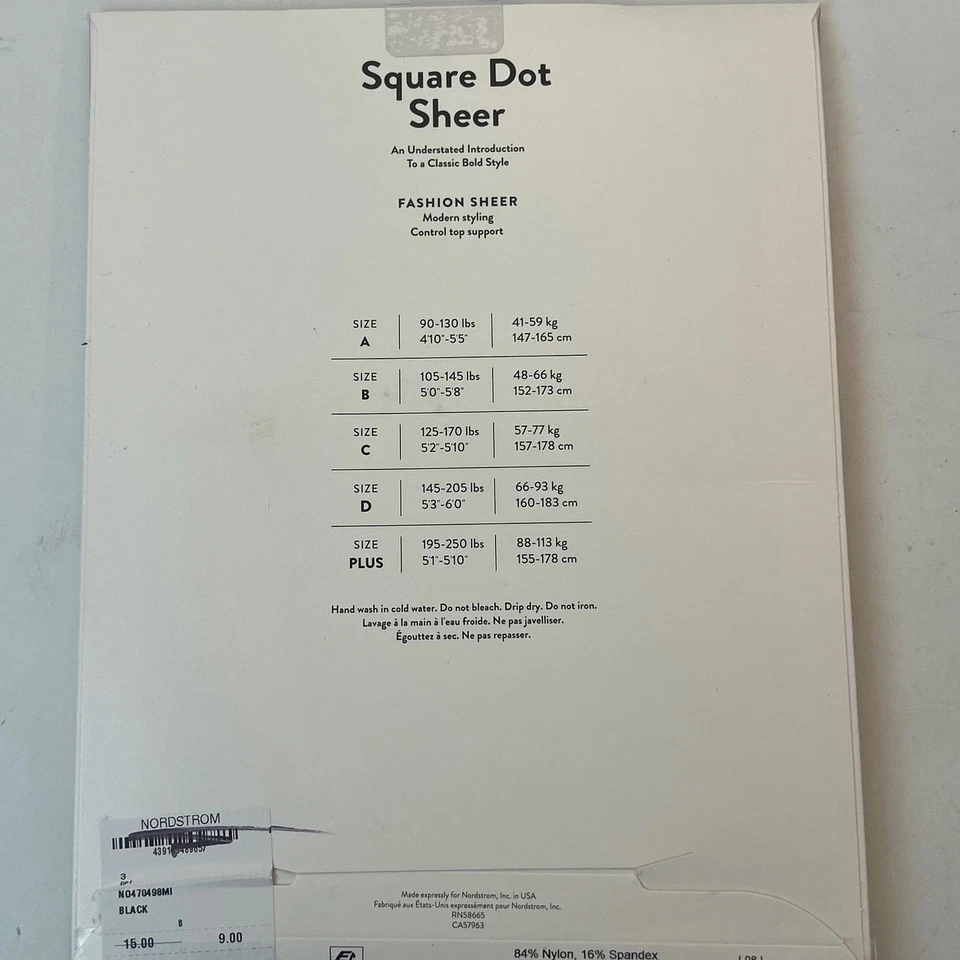 Square Dot
Sheer
An Understated Introduction
To a Classic Bold Style
FASHION SHEER
Modern styling
Control top support
SIZE A 90-130 lbs 41-59 kg
4'10"-5'5" 147-165 cm
SIZE B 105-145 lbs 48-66 kg
5'0"-5'8" 152-173 cm
SIZE C 125-170 lbs 57-77 kg
5'2"-5'10" 157-178 cm
SIZE D 145-205 lbs 66-93 kg
5'3"-6'0" 160-183 cm
SIZE PLUS 195-250 lbs 88-113 kg
5'1"-5'10" 155-178 cm
Hand wash in cold water. Do not bleach. Drip dry. Do not iron.
Lavage à la main à l'eau froide. Ne pas javelliser.
Égouttez à sec. Ne pas repasser.
NORDSTROM
3
DPT
NO470498MI
BLACK
B
15.00 9.00
Made expressly for Nordstrom, Inc. in USA
Fabriqué aux États-Unis expressément pour Nordstrom, Inc.
RN58665
CA57963
84% Nylon, 16% Spandex